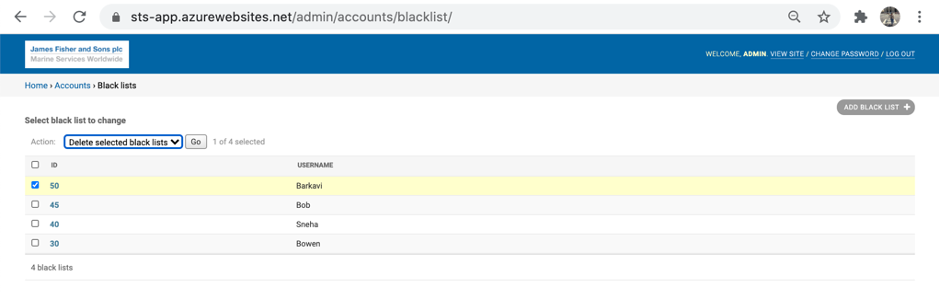 sts-app.azurewebsites.net/admin/accounts/blacklist/
James Fisher and Sons plc
Marine Services Worldwide
WELCOME, ADMIN. VIEW SITE / CHANGE PASSWORD / LOG OUT
Home › Accounts › Black lists
ADD BLACK LIST +
Select black list to change
Action: Delete selected black lists Go 1 of 4 selected
ID USERNAME
50 Barkavi
45 Bob
40 Sneha
30 Bowen
4 black lists